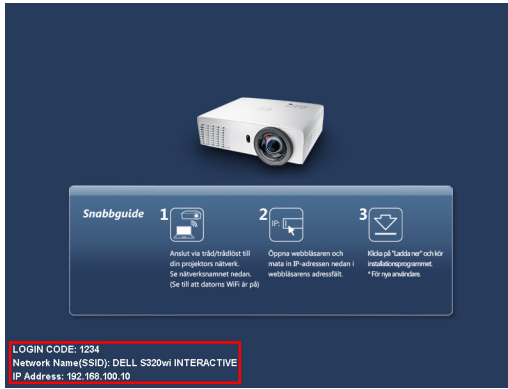 Snabbguide
1
Anslut via tråd/trådlöst till
din projektors nätverk.
Se nätverksnamnet nedan.
(Se till att datorns WiFi är på)
2
IP:
Öppna webbläsaren och
mata in IP-adressen nedan i
webbläsarens adressfält.
3
Klicka på "Ladda ner" och kör
installationsprogrammet.
* För nya användare.
LOGIN CODE: 1234
Network Name(SSID): DELL S320wi INTERACTIVE
IP Address: 192.168.100.10